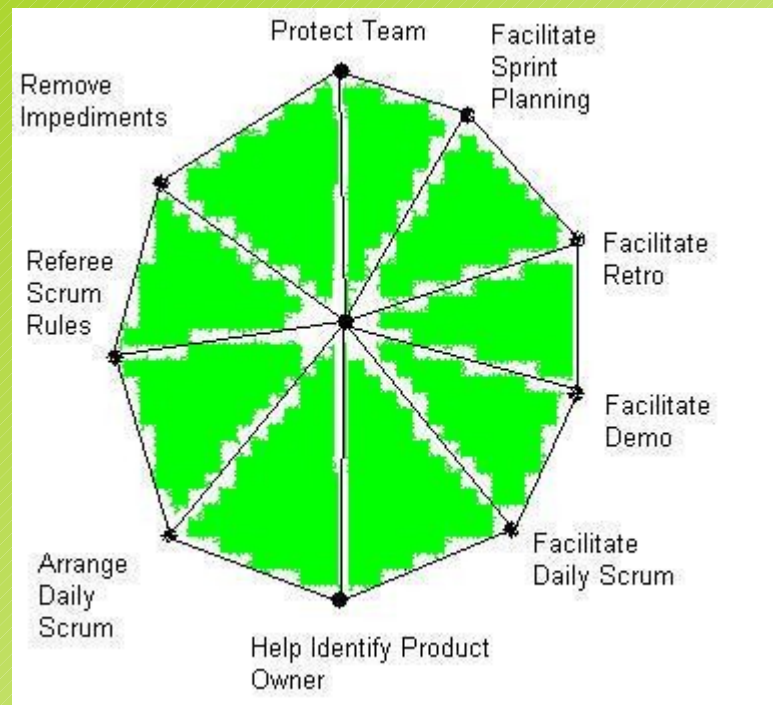 Protect Team
Facilitate
Sprint
Planning
Remove
Impediments
Facilitate
Retro
Referee
Scrum
Rules
Facilitate
Demo
Facilitate
Daily Scrum
Arrange
Daily
Scrum
Help Identify Product
Owner